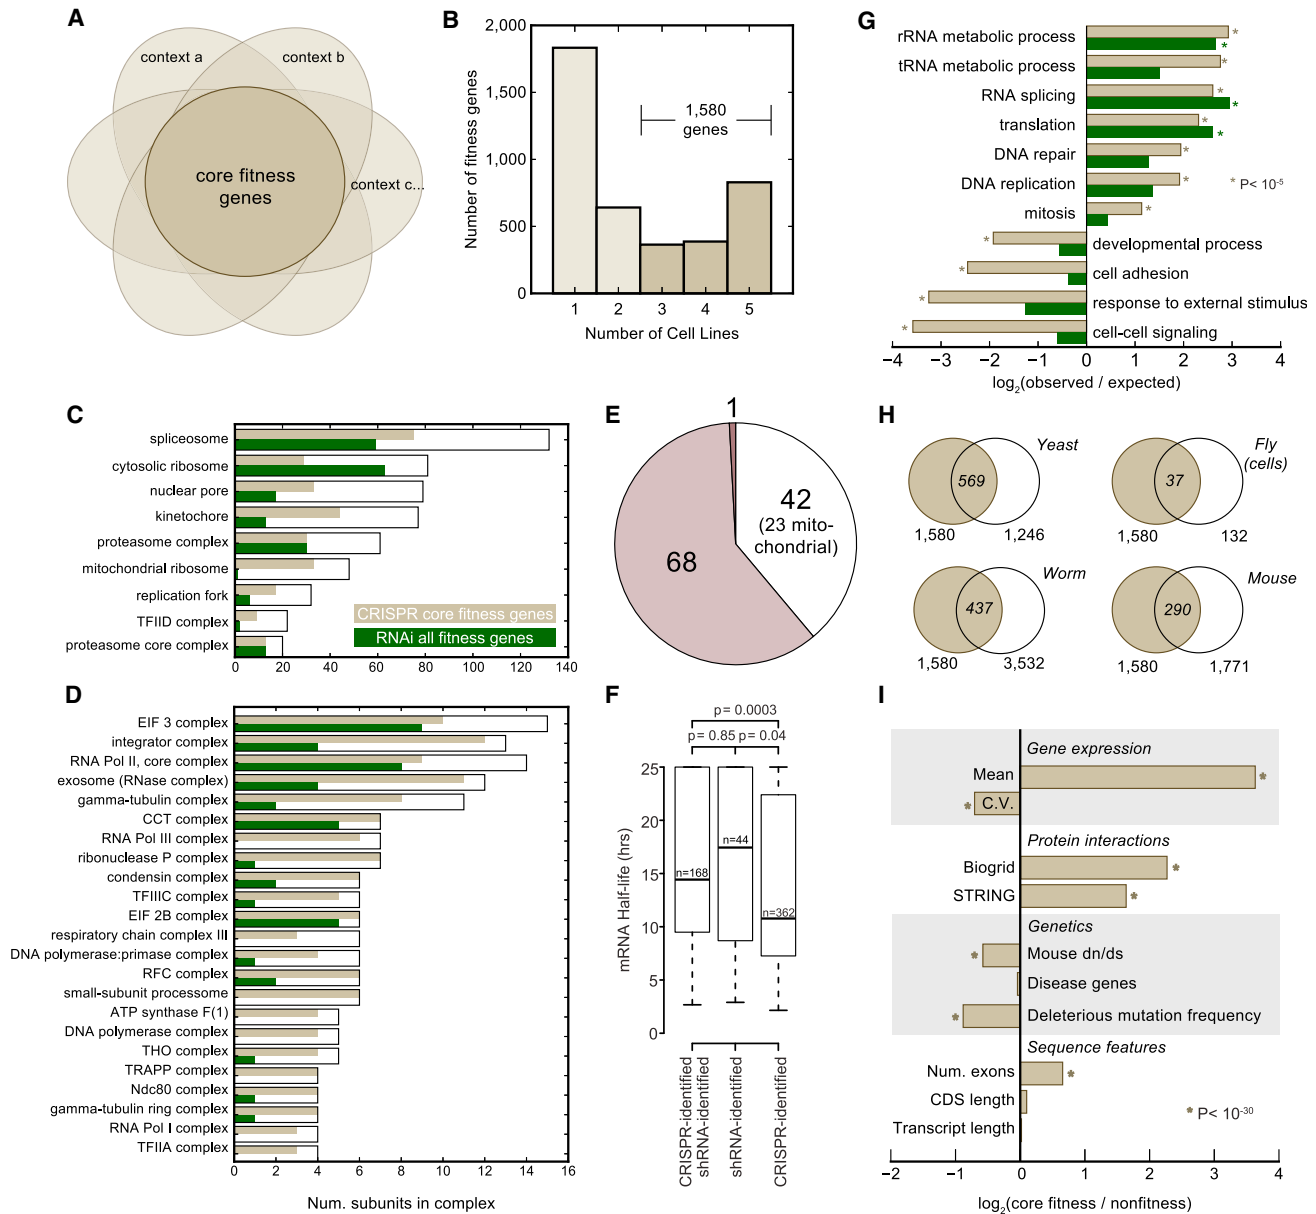 A
context a
context b
core fitness
genes
context c...
B
2,000
1,500
1,000
500
0
Number of fitness genes
1,580
genes
1
2
3
4
5
Number of Cell Lines
G
rRNA metabolic process
tRNA metabolic process
RNA splicing
translation
DNA repair
DNA replication
mitosis
developmental process
cell adhesion
response to external stimulus
cell-cell signaling
* P< 10-5
−4
−3
−2
−1
0
1
2
3
4
log2(observed / expected)
C
spliceosome
cytosolic ribosome
nuclear pore
kinetochore
proteasome complex
mitochondrial ribosome
replication fork
TFIID complex
proteasome core complex
CRISPR core fitness genes
RNAi all fitness genes
0
20
40
60
80
100
120
140
D
EIF 3 complex
integrator complex
RNA Pol II, core complex
exosome (RNase complex)
gamma-tubulin complex
CCT complex
RNA Pol III complex
ribonuclease P complex
condensin complex
TFIIIC complex
EIF 2B complex
respiratory chain complex III
DNA polymerase:primase complex
RFC complex
small-subunit processome
ATP synthase F(1)
DNA polymerase complex
THO complex
TRAPP complex
Ndc80 complex
gamma-tubulin ring complex
RNA Pol I complex
TFIIA complex
0
2
4
6
8
10
12
14
16
Num. subunits in complex
E
1
42
(23 mito-
chondrial)
68
F
p= 0.0003
p= 0.85 p= 0.04
25
20
15
10
5
0
mRNA Half-life (hrs)
n=168
n=44
n=362
CRISPR-identified
shRNA-identified
shRNA-identified
CRISPR-identified
H
Yeast
569
1,580
1,246
Fly
(cells)
37
1,580
132
Worm
437
1,580
3,532
Mouse
290
1,580
1,771
I
Gene expression
Mean
C.V.
Protein interactions
Biogrid
STRING
Genetics
Mouse dn/ds
Disease genes
Deleterious mutation frequency
Sequence features
Num. exons
CDS length
Transcript length
* P< 10-30
−2
−1
0
1
2
3
4
log2(core fitness / nonfitness)